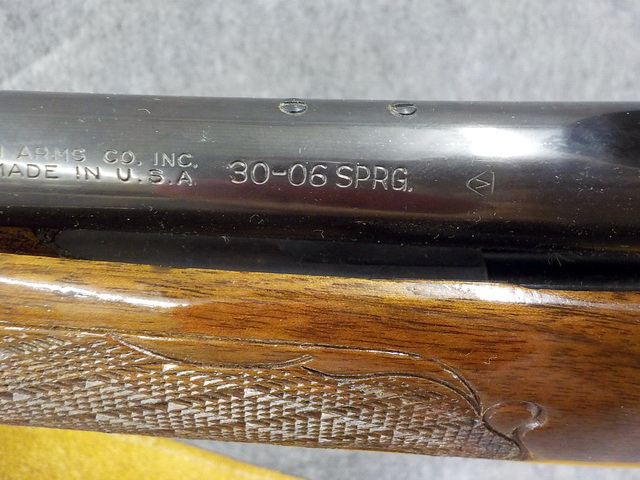 ARMS CO. INC.
MADE IN U.S.A
30-06 SPRG.